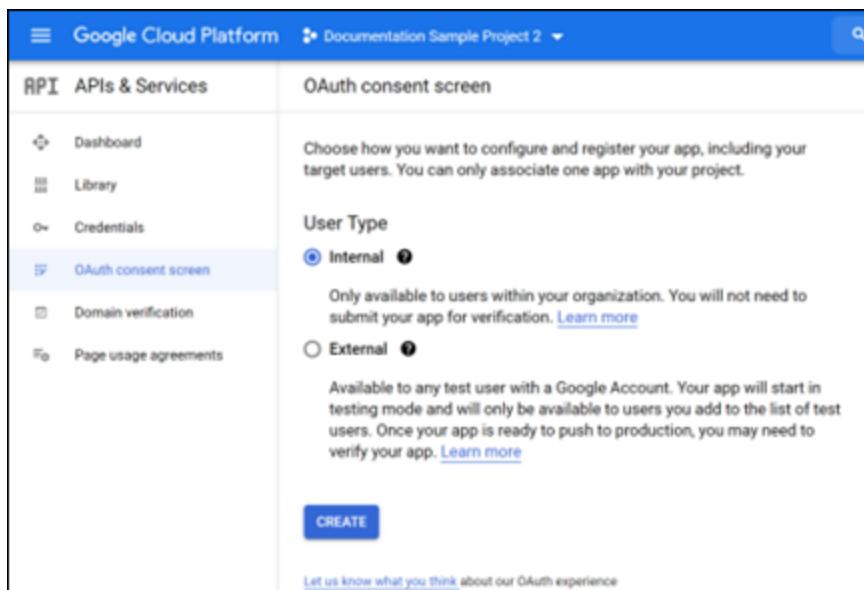 Google Cloud Platform
Documentation Sample Project 2
API APIs & Services
OAuth consent screen
Dashboard
Library
Credentials
OAuth consent screen
Domain verification
Page usage agreements
Choose how you want to configure and register your app, including your
target users. You can only associate one app with your project.
User Type
Internal
Only available to users within your organization. You will not need to
submit your app for verification. Learn more
External
Available to any test user with a Google Account. Your app will start in
testing mode and will only be available to users you add to the list of test
users. Once your app is ready to push to production, you may need to
verify your app. Learn more
CREATE
Let us know what you think about our OAuth experience